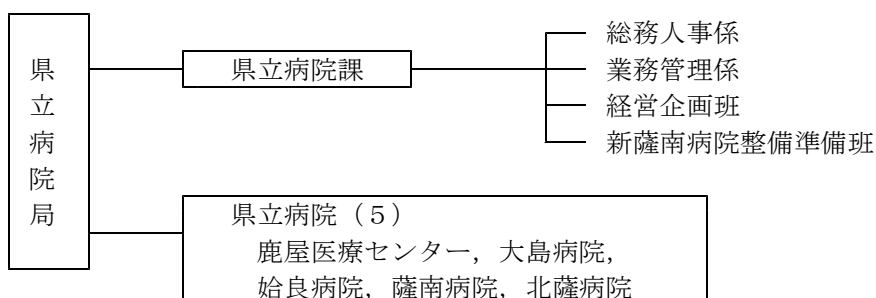 県立病院局
県立病院課
総務人事係
業務管理係
経営企画班
新薩南病院整備準備班
県立病院（５）
鹿屋医療センター，大島病院，
姶良病院，薩南病院，北薩病院